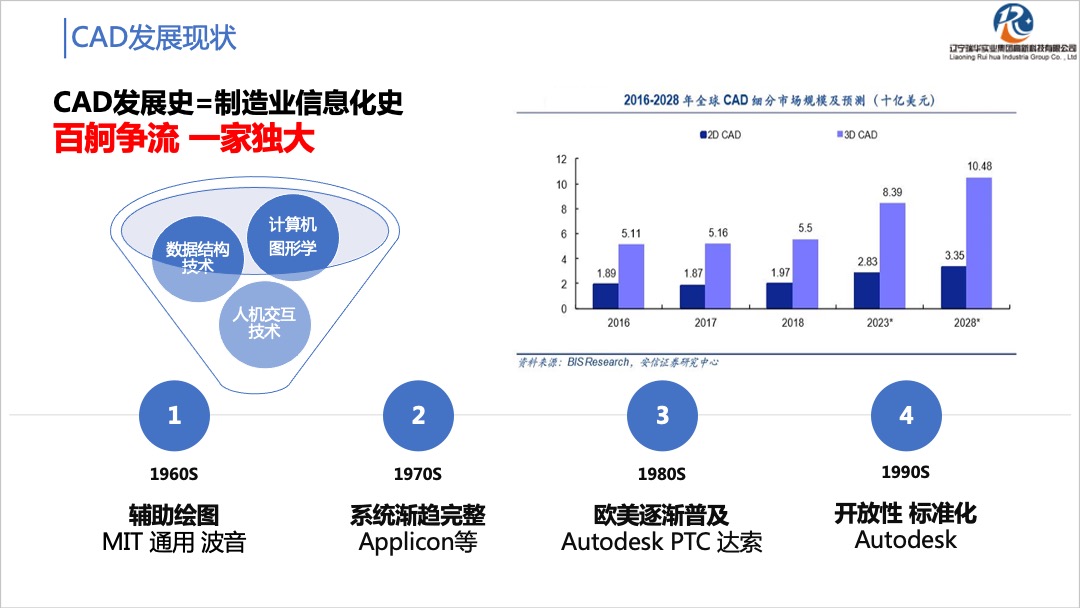 CAD发展现状
辽宁瑞华实业集团高新科技有限公司
Liaoning Rui hua Industria Group Co. , Ltd
CAD发展史=制造业信息化史
百舸争流 一家独大
计算机
图形学
数据结构
技术
人机交互
技术
2016-2028 年全球 CAD 细分市场规模及预测（十亿美元）
2D CAD 3D CAD
12
10
8
6
4
2
0
1.89 5.11
1.87 5.16
1.97 5.5
2.83 8.39
3.35 10.48
2016 2017 2018 2023* 2028*
资料来源：BIS Research，安信证券研究中心
1
1960S
辅助绘图
MIT 通用 波音
2
1970S
系统渐趋完整
Applicon等
3
1980S
欧美逐渐普及
Autodesk PTC 达索
4
1990S
开放性 标准化
Autodesk